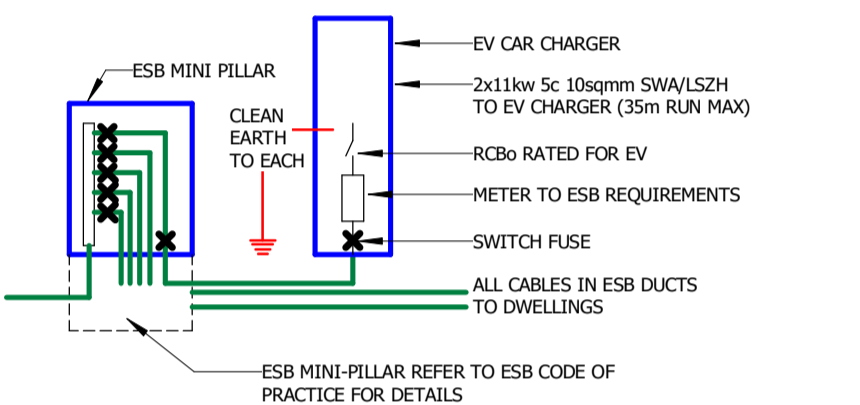 EV CAR CHARGER
ESB MINI PILLAR
2x11kw 5c 10sqmm SWA/LSZH
TO EV CHARGER (35m RUN MAX)
CLEAN
EARTH
TO EACH
RCBo RATED FOR EV
METER TO ESB REQUIREMENTS
SWITCH FUSE
ALL CABLES IN ESB DUCTS
TO DWELLINGS
ESB MINI-PILLAR REFER TO ESB CODE OF
PRACTICE FOR DETAILS